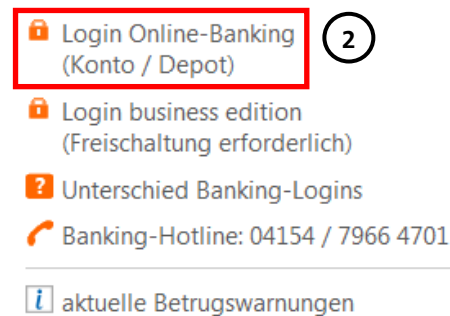 Login Online-Banking
(Konto / Depot)
2
Login business edition
(Freischaltung erforderlich)
? Unterschied Banking-Logins
Banking-Hotline: 04154 / 7966 4701
i aktuelle Betrugswarnungen